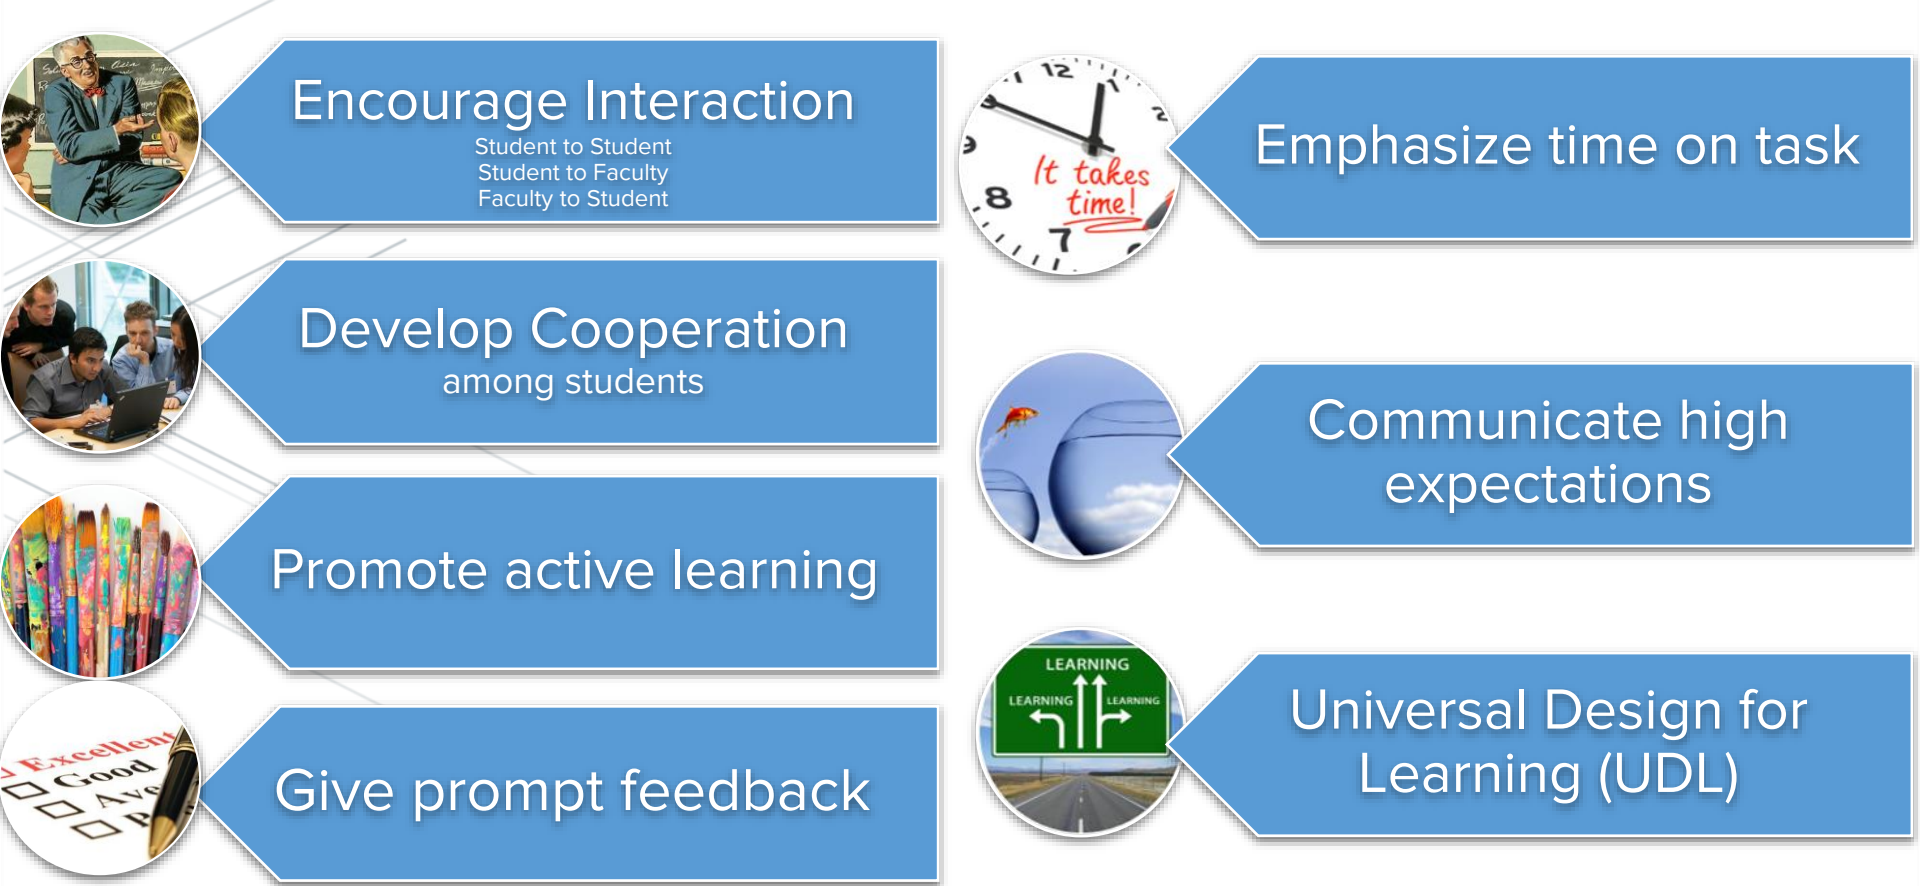 Encourage Interaction
Student to Student
Student to Faculty
Faculty to Student
Develop Cooperation
among students
Promote active learning
Excellent
Good
Give prompt feedback
12
8
7
It takes
time!
Emphasize time on task
Communicate high
expectations
LEARNING
LEARNING LEARNING
Universal Design for
Learning (UDL)